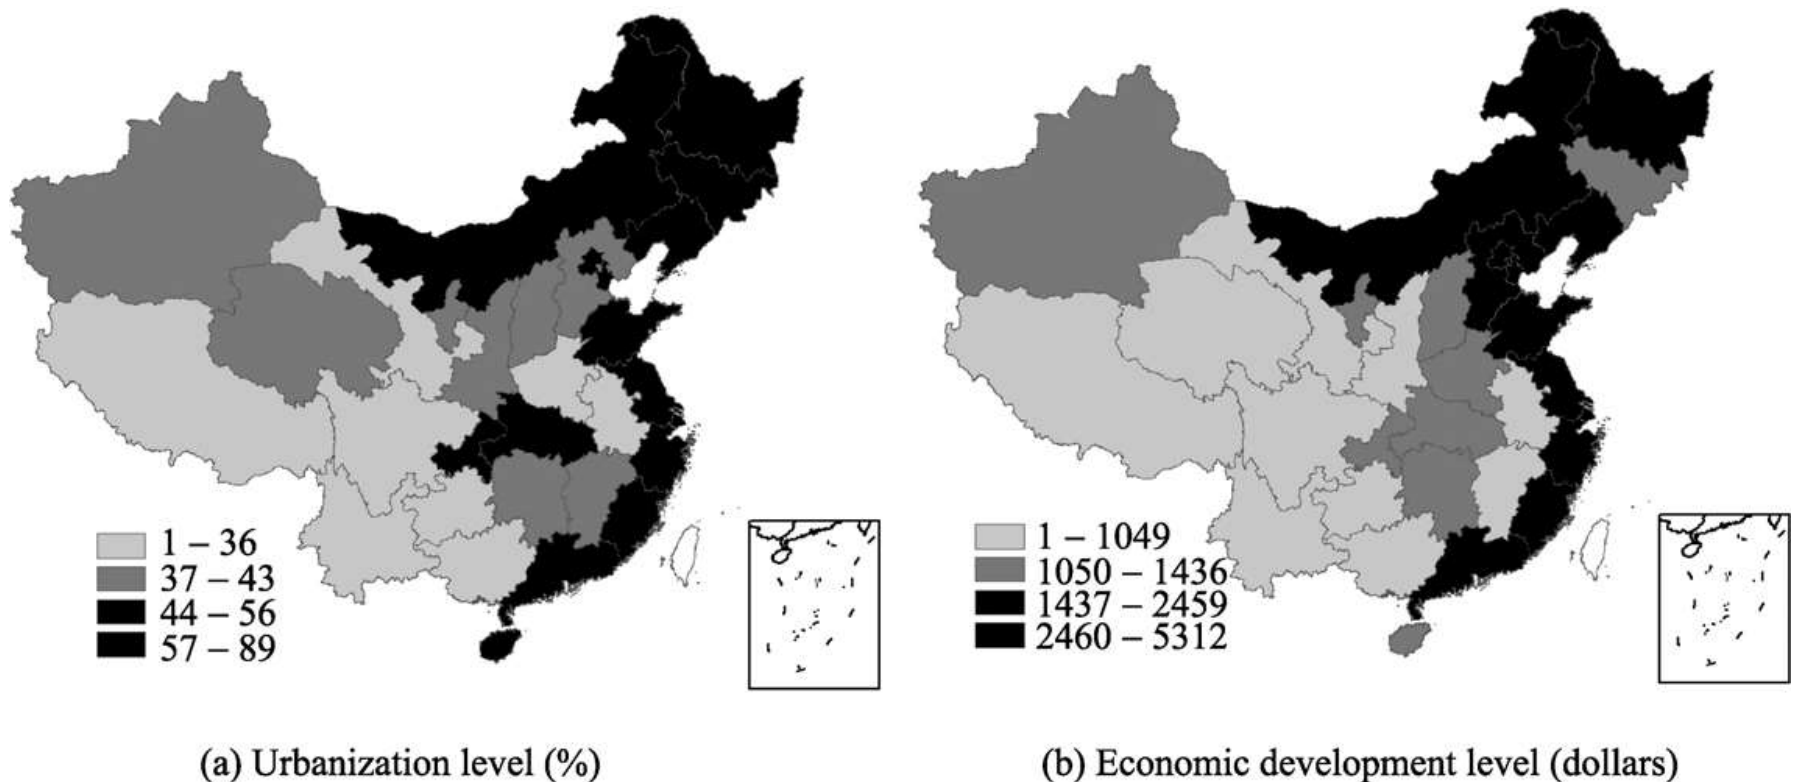 1 – 36
37 – 43
44 – 56
57 – 89
1 – 1049
1050 – 1436
1437 – 2459
2460 – 5312
(a) Urbanization level (%)
(b) Economic development level (dollars)